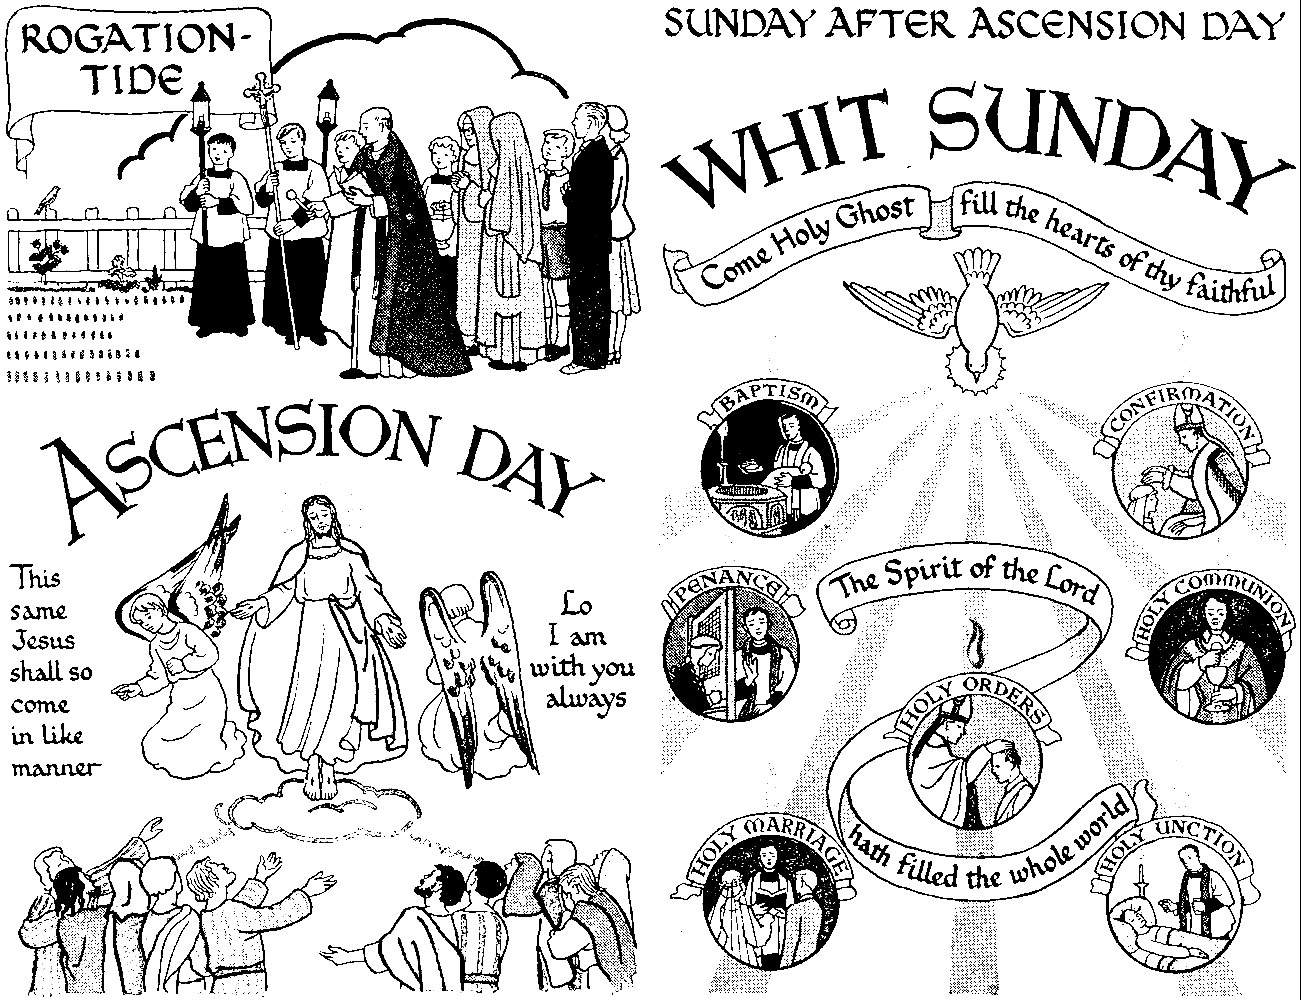 ROGATION-
TIDE
ASCENSION DAY
This
same
Jesus
shall so
come
in like
manner
Lo
I am
with you
always
SUNDAY AFTER ASCENSION DAY
WHIT SUNDAY
Come Holy Ghost fill the hearts of thy faithful
BAPTISM
CONFIRMATION
The Spirit of the Lord
PENANCE
HOLY COMMUNION
HOLY ORDERS
hath filled the whole world
HOLY MARRIAGE
HOLY UNCTION